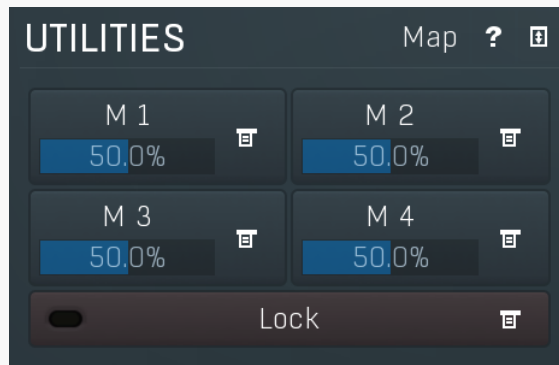 UTILITIES Map ?
M 1 M 2
50.0% 50.0%
M 3 M 4
50.0% 50.0%
Lock